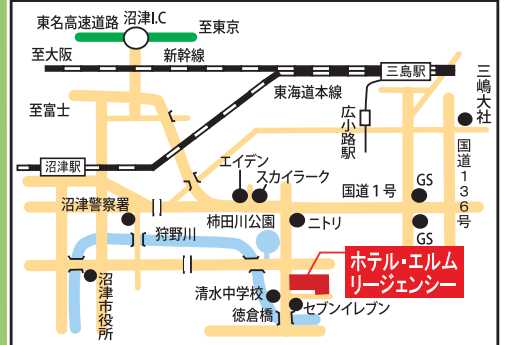 東名高速道路
沼津I.C
至東京
至大阪
新幹線
三島駅
三嶋大社
東海道本線
至富士
広小路駅
国道136号
沼津駅
エイデン
スカイラーク
国道1号
GS
沼津警察署
柿田川公園
ニトリ
狩野川
GS
ホテル・エルム
リージェンシー
沼津市役所
清水中学校
セブンイレブン
徳倉橋